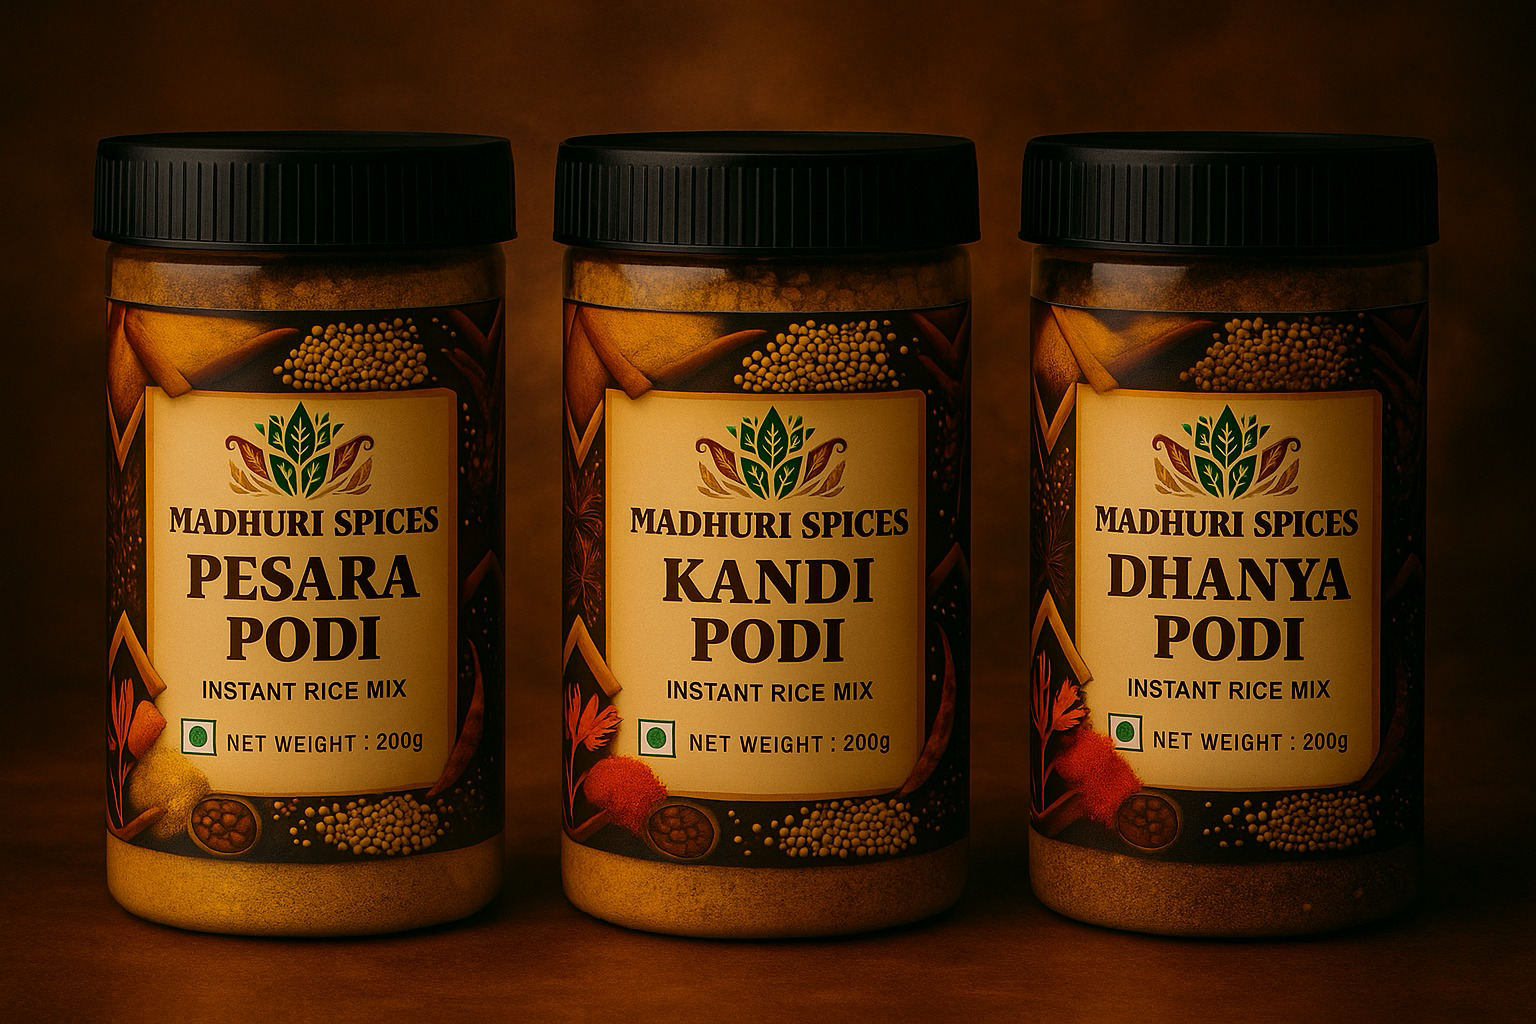 MADHURI SPICES
PESARA
PODI
INSTANT RICE MIX
NET WEIGHT : 200g
MADHURI SPICES
KANDI
PODI
INSTANT RICE MIX
NET WEIGHT : 200g
MADHURI SPICES
DHANYA
PODI
INSTANT RICE MIX
NET WEIGHT : 200g